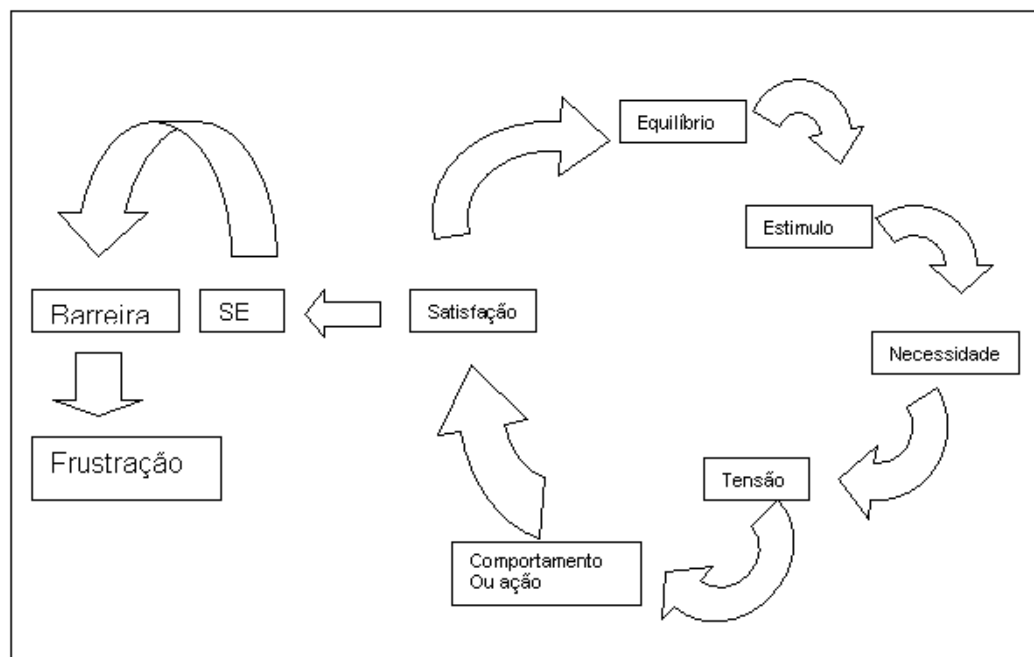 Equilíbrio
Estimulo
Barreira
SE
Satisfação
Necessidade
Frustração
Tensão
Comportamento
Ou ação